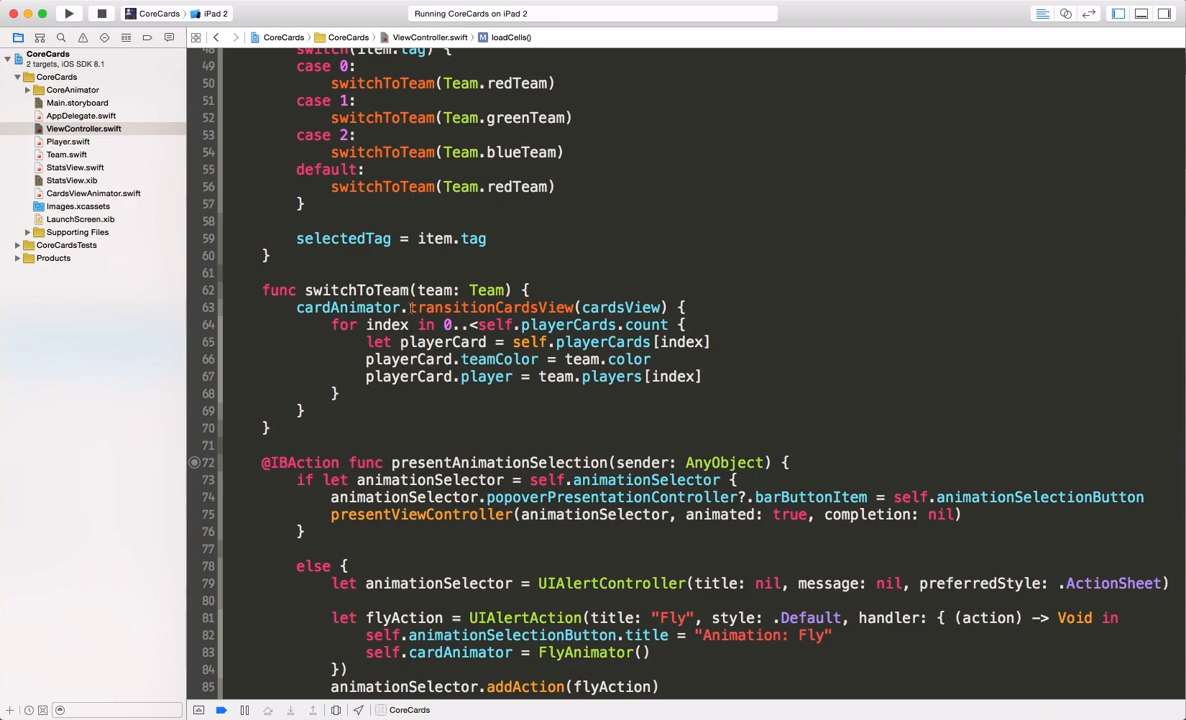 CoreCards
iPad 2
Running CoreCards on iPad 2
CoreCards
CoreCards
ViewController.swift
M
loadCells()
CoreCards
2 targets, iOS SDK 8.1
CoreCards
CoreAnimator
Main.storyboard
AppDelegate.swift
ViewController.swift
Player.swift
Team.swift
StatsView.swift
StatsView.xib
CardsViewAnimator.swift
Images.xcassets
LaunchScreen.xib
Supporting Files
CoreCardsTests
Products
48 switch(item.tag) {
49 case 0:
50 switchToTeam(Team.redTeam)
51 case 1:
52 switchToTeam(Team.greenTeam)
53 case 2:
54 switchToTeam(Team.blueTeam)
55 default:
56 switchToTeam(Team.redTeam)
57 }
58
59 selectedTag = item.tag
60 }
61
62 func switchToTeam(team: Team) {
63 cardAnimator.transitionCardsView(cardsView) {
64 for index in 0..<self.playerCards.count {
65 let playerCard = self.playerCards[index]
66 playerCard.teamColor = team.color
67 playerCard.player = team.players[index]
68 }
69 }
70 }
71
72 @IBAction func presentAnimationSelection(sender: AnyObject) {
73 if let animationSelector = self.animationSelector {
74 animationSelector.popoverPresentationController?.barButtonItem = self.animationSelectionButton
75 presentViewController(animationSelector, animated: true, completion: nil)
76 }
77
78 else {
79 let animationSelector = UIAlertController(title: nil, message: nil, preferredStyle: .ActionSheet)
80
81 let flyAction = UIAlertAction(title: "Fly", style: .Default, handler: { (action) -> Void in
82 self.animationSelectionButton.title = "Animation: Fly"
83 self.cardAnimator = FlyAnimator()
84 })
85 animationSelector.addAction(flyAction)
CoreCards